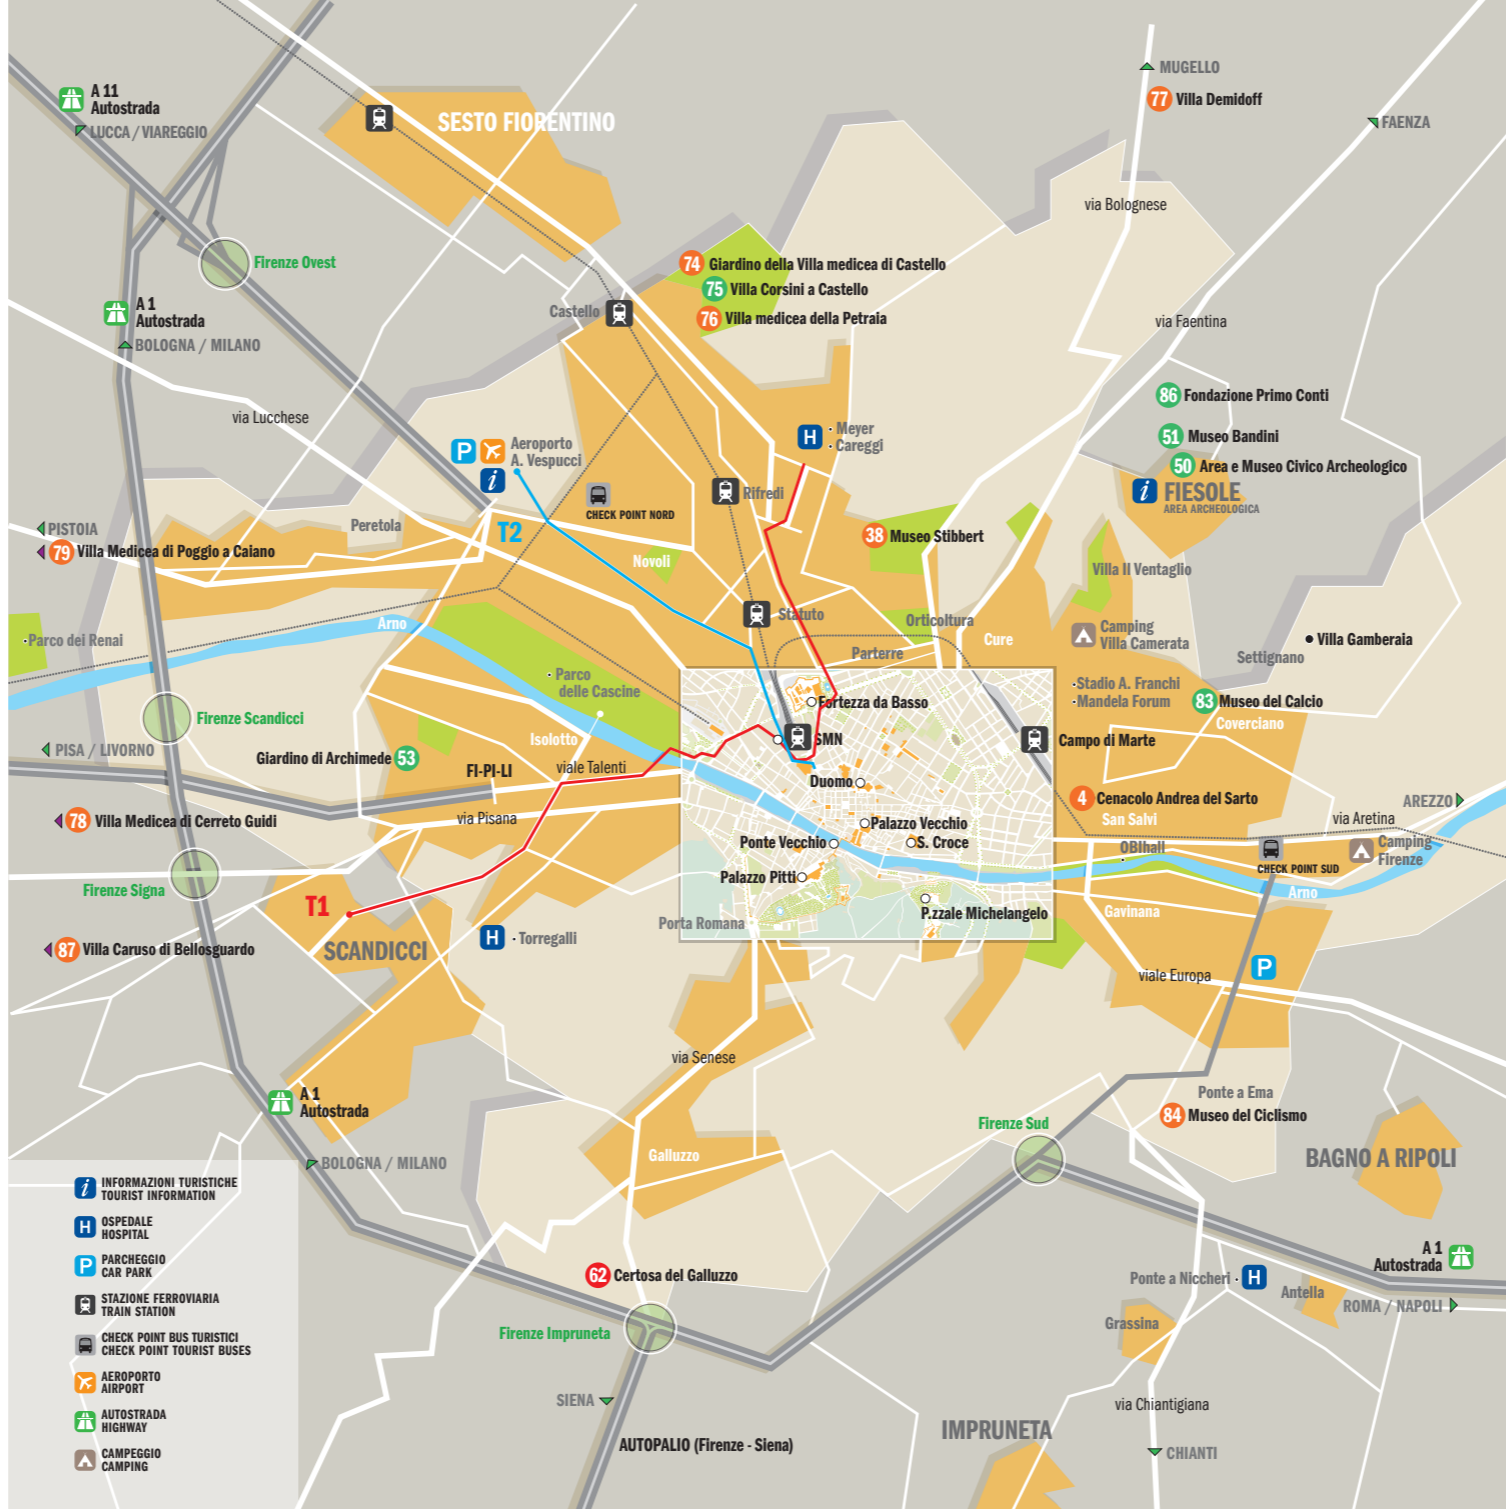 MUGELLO
77 Villa Demidoff
A 11
Autostrada
LUCCA / VIAREGGIO
SESTO FIORENTINO
FAENZA
via Bolognese
Firenze Ovest
74 Giardino della Villa medicea di Castello
75 Villa Corsini a Castello
76 Villa medicea della Petraia
A 1
Autostrada
BOLOGNA / MILANO
Castello
via Faentina
86 Fondazione Primo Conti
51 Museo Bandini
50 Area e Museo Civico Archeologico
i FIESOLE
AREA ARCHEOLOGICA
via Lucchese
P
Aeroporto
A. Vespucci
i
H
· Meyer
· Careggi
CHECK POINT NORD
Rifredi
PISTOIA
79 Villa Medicea di Poggio a Caiano
Peretola
T2
Novoli
38 Museo Stibbert
Villa Il Ventaglio
Statuto
Orticoltura
Cure
Parterre
Camping
Villa Camerata
Villa Gamberaia
Settignano
·Parco dei Renai
Arno
· Parco
delle Cascine
·Stadio A. Franchi
·Mandela Forum
83 Museo del Calcio
Coverciano
Firenze Scandicci
Isolotto
Fortezza da Basso
SMN
Campo di Marte
PISA / LIVORNO
Giardino di Archimede 53
FI-PI-LI
viale Talenti
Duomo
4 Cenacolo Andrea del Sarto
San Salvi
AREZZO
via Aretina
78 Villa Medicea di Cerreto Guidi
via Pisana
Palazzo Vecchio
Ponte Vecchio
S. Croce
OBIhall
Camping
Firenze
CHECK POINT SUD
Palazzo Pitti
Arno
Firenze Signa
T1
P.zzale Michelangelo
Gavinana
Porta Romana
87 Villa Caruso di Bellosguardo
SCANDICCI
H · Torregalli
viale Europa
P
via Senese
A 1
Autostrada
Ponte a Ema
84 Museo del Ciclismo
Firenze Sud
BOLOGNA / MILANO
Galluzzo
BAGNO A RIPOLI
62 Certosa del Galluzzo
A 1
Autostrada
Ponte a Niccheri · H
Antella
ROMA / NAPOLI
Grassina
Firenze Impruneta
SIENA
via Chiantigiana
AUTOPALIO (Firenze - Siena)
IMPRUNETA
CHIANTI
i INFORMAZIONI TURISTICHE
TOURIST INFORMATION
H OSPEDALE
HOSPITAL
P PARCHEGGIO
CAR PARK
STAZIONE FERROVIARIA
TRAIN STATION
CHECK POINT BUS TURISTICI
CHECK POINT TOURIST BUSES
AEROPORTO
AIRPORT
AUTOSTRADA
HIGHWAY
CAMPEGGIO
CAMPING